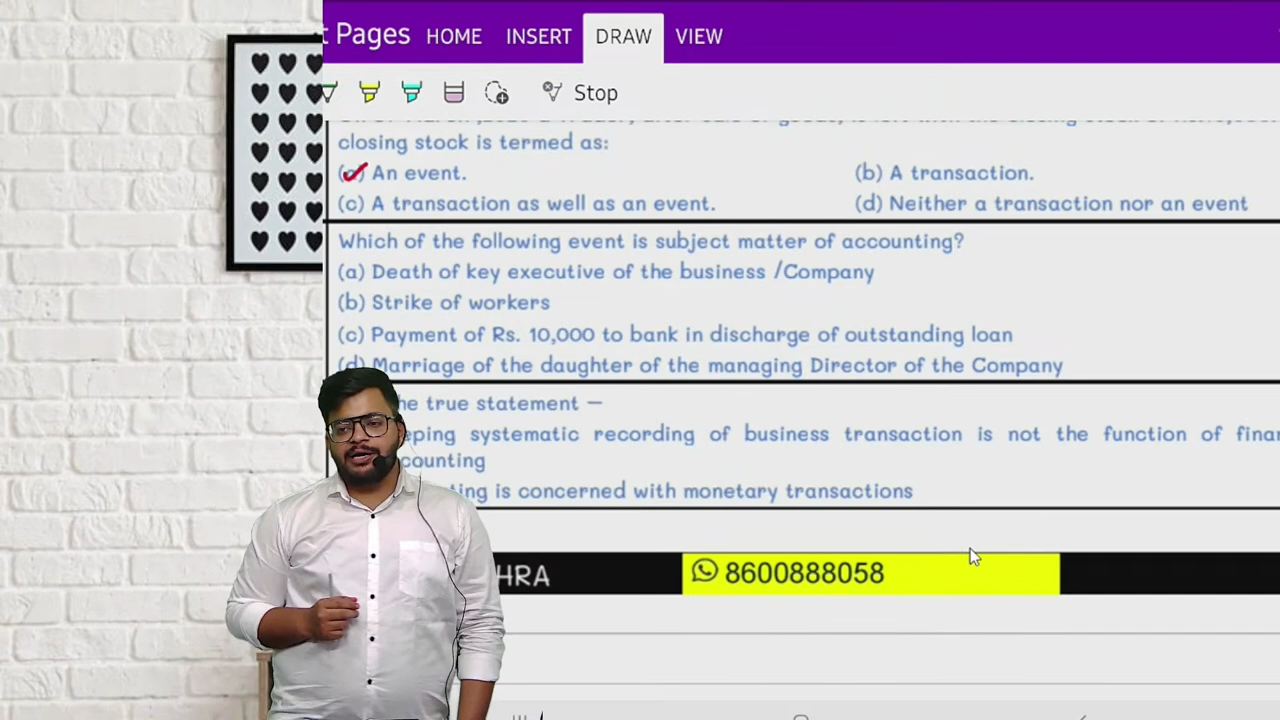 Pages HOME INSERT DRAW VIEW
Stop
closing stock is termed as:
(a) An event. (b) A transaction.
(c) A transaction as well as an event. (d) Neither a transaction nor an event
Which of the following event is subject matter of accounting?
(a) Death of key executive of the business /Company
(b) Strike of workers
(c) Payment of Rs. 10,000 to bank in discharge of outstanding loan
(d) Marriage of the daughter of the managing Director of the Company
he true statement –
eping systematic recording of business transaction is not the function of finan
counting
ting is concerned with monetary transactions
HRA 8600888058